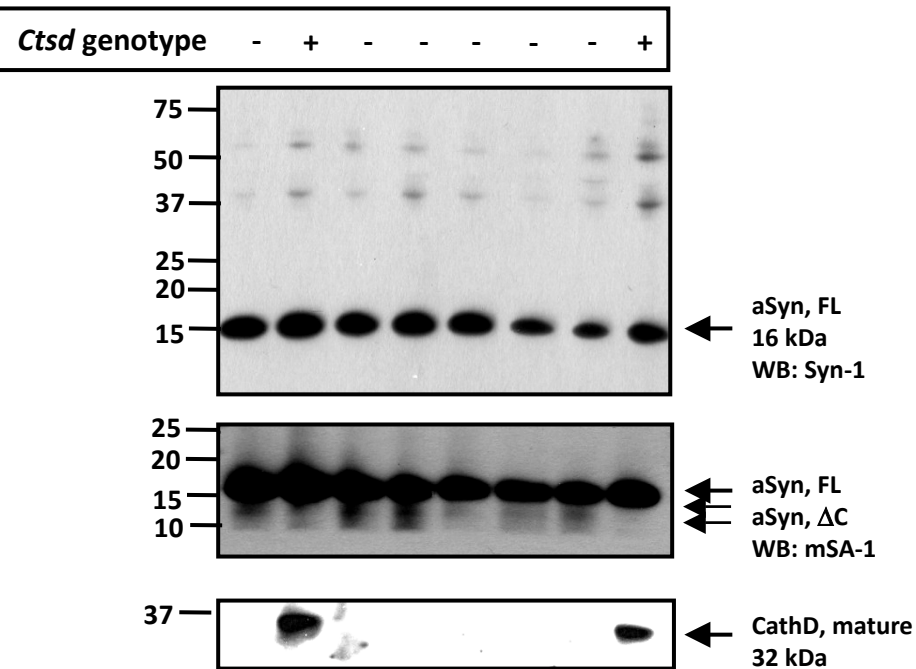 Ctsd genotype - + - - - - - +
75
50
37
25
20
15
aSyn, FL
16 kDa
WB: Syn-1
25
20
15
10
aSyn, FL
aSyn, ΔC
WB: mSA-1
37
CathD, mature
32 kDa